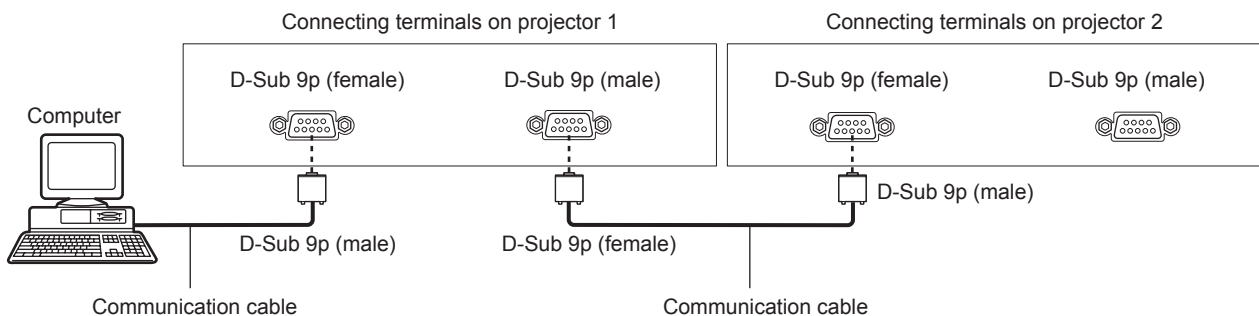 Connecting terminals on projector 1
Connecting terminals on projector 2
D-Sub 9p (female)
D-Sub 9p (male)
D-Sub 9p (female)
D-Sub 9p (male)
Computer
D-Sub 9p (male)
D-Sub 9p (male)
D-Sub 9p (female)
Communication cable
Communication cable